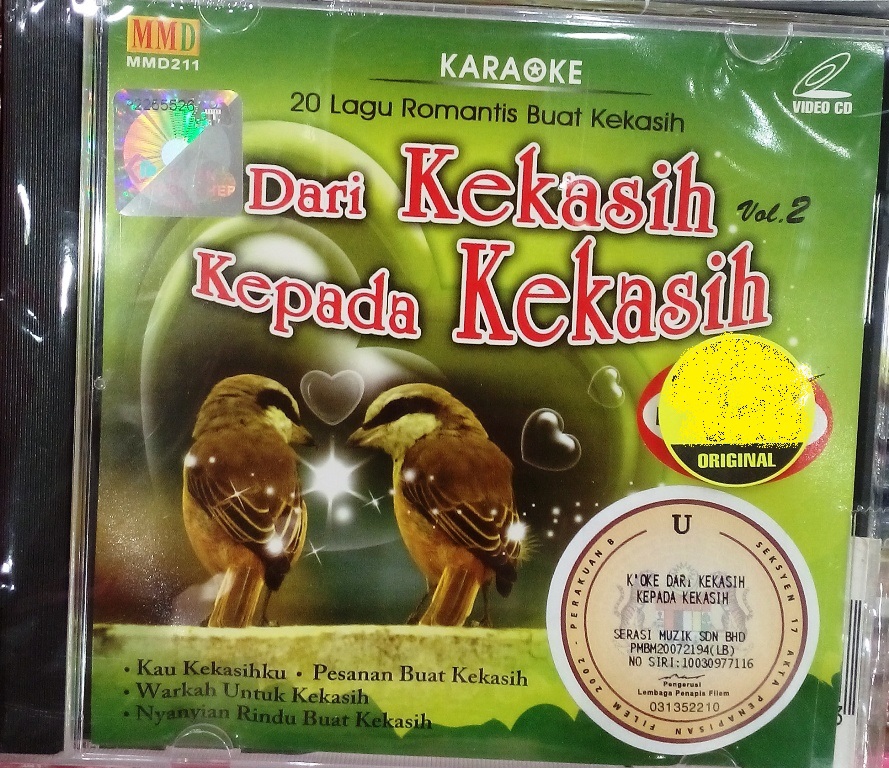 MMD
MMD211
KARAOKE
VIDEO CD
20 Lagu Romantis Buat Kekasih
Dari Kekasih Vol.2
Kepada Kekasih
ORIGINAL
U
PERAKUAN B
SEKSYEN 17 AKTA PENAPISAN FILEM 2002
K'OKE DARI KEKASIH
KEPADA KEKASIH
SERASI MUZIK SDN BHD
PMBM20072194(LB)
NO SIRI:10030977116
Pengerusi
Lembaga Penapis Filem
031352210
• Kau Kekasihku • Pesanan Buat Kekasih
• Warkah Untuk Kekasih
• Nyanyian Rindu Buat Kekasih